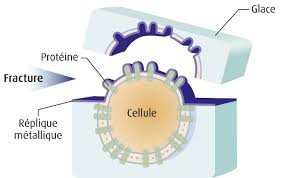 Glace
Protéine
Fracture
Cellule
Réplique
métallique